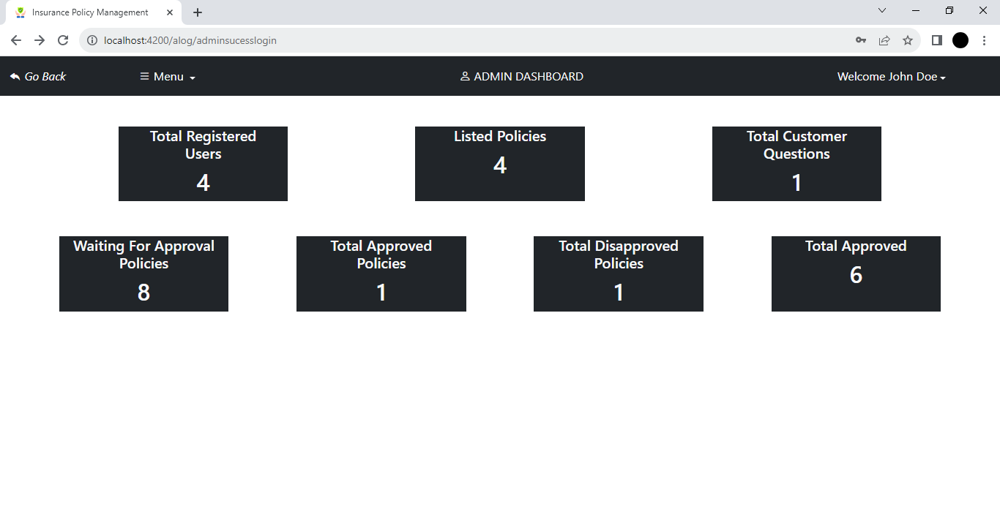 Insurance Policy Management
localhost:4200/alog/adminsucesslogin
Go Back Menu ADMIN DASHBOARD Welcome John Doe
Total Registered
Users
4
Listed Policies
4
Total Customer
Questions
1
Waiting For Approval
Policies
8
Total Approved
Policies
1
Total Disapproved
Policies
1
Total Approved
6